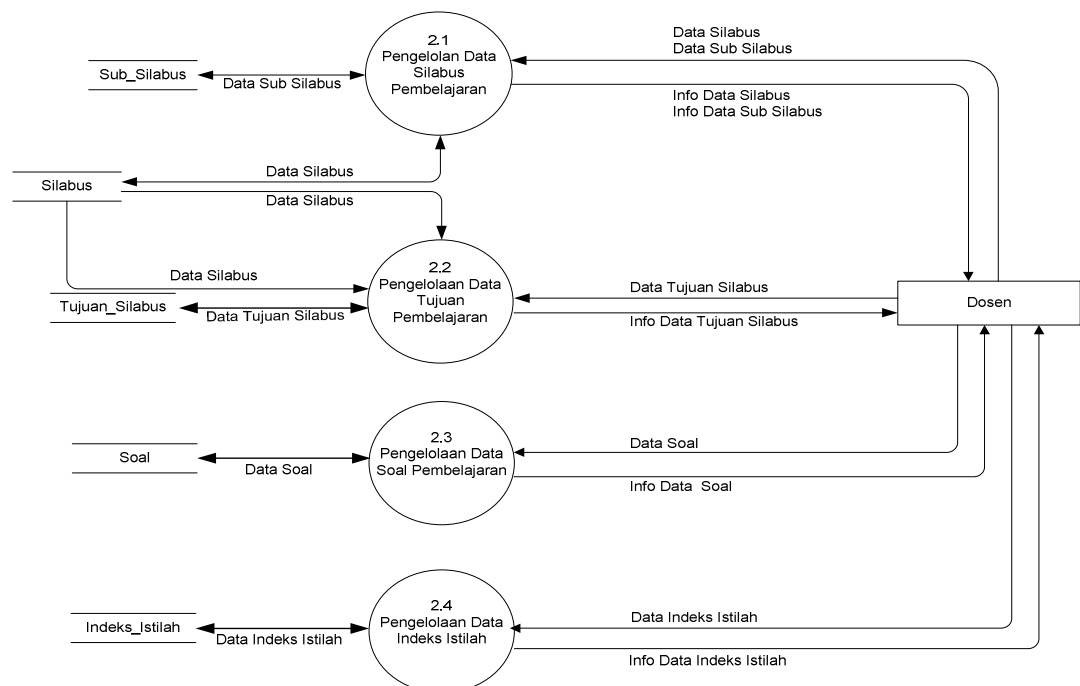 2.1
Pengelolan Data
Silabus
Pembelajaran
Data Silabus
Data Sub Silabus
Sub_Silabus
Data Sub Silabus
Info Data Silabus
Info Data Sub Silabus
Data Silabus
Silabus
Data Silabus
Data Silabus
2.2
Pengelolaan Data
Tujuan
Pembelajaran
Tujuan_Silabus
Data Tujuan Silabus
Data Tujuan Silabus
Info Data Tujuan Silabus
Dosen
2.3
Pengelolaan Data
Soal Pembelajaran
Soal
Data Soal
Data Soal
Info Data  Soal
2.4
Pengelolaan Data
Indeks Istilah
Indeks_Istilah
Data Indeks Istilah
Data Indeks Istilah
Info Data Indeks Istilah